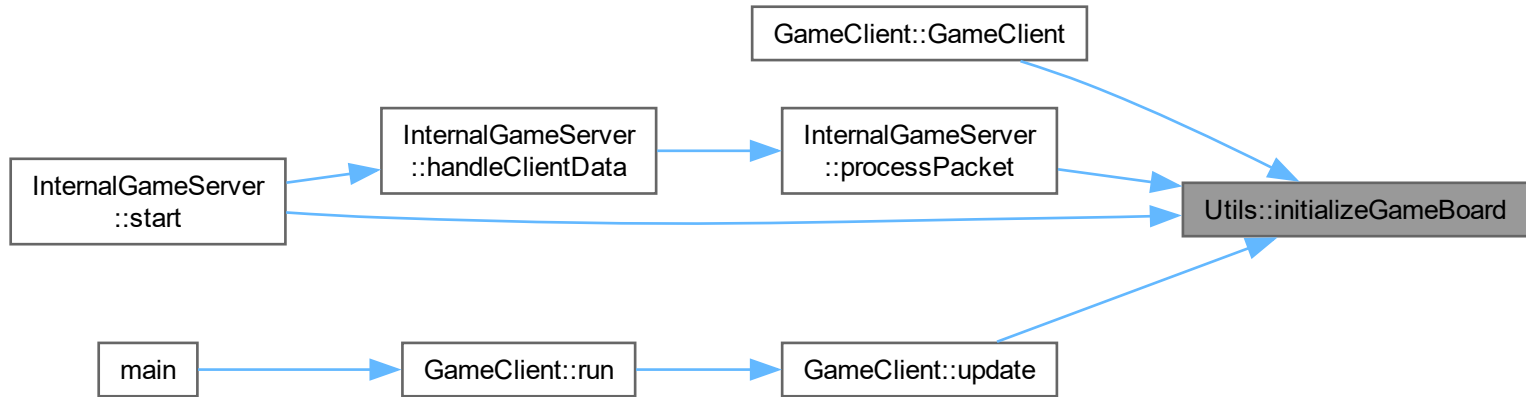 GameClient::GameClient
InternalGameServer
::handleClientData
InternalGameServer
::processPacket
InternalGameServer
::start
Utils::initializeGameBoard
main
GameClient::run
GameClient::update